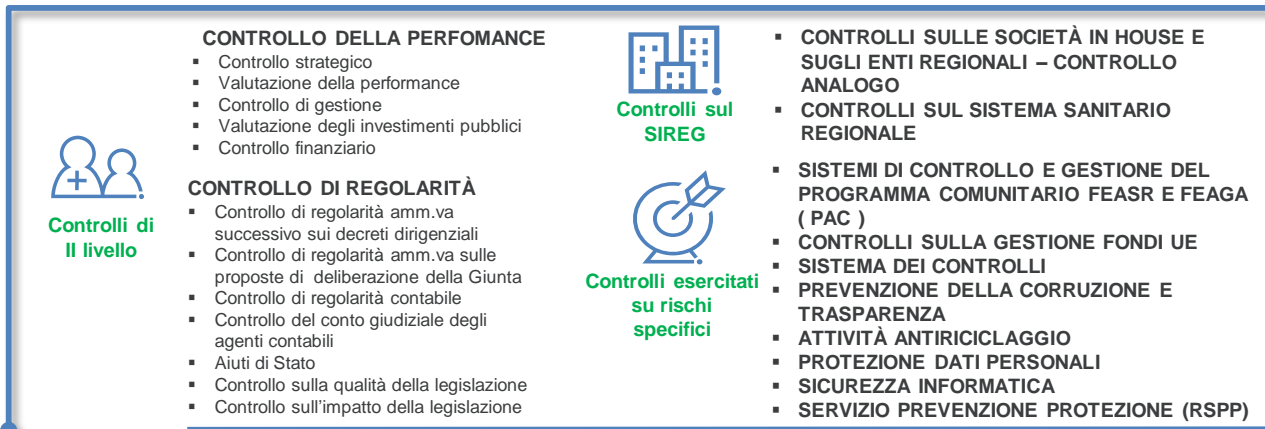 Controlli di
II livello
CONTROLLO DELLA PERFOMANCE
▪ Controllo strategico
▪ Valutazione della performance
▪ Controllo di gestione
▪ Valutazione degli investimenti pubblici
▪ Controllo finanziario
CONTROLLO DI REGOLARITÀ
▪ Controllo di regolarità amm.va
successivo sui decreti dirigenziali
▪ Controllo di regolarità amm.va sulle
proposte di deliberazione della Giunta
▪ Controllo di regolarità contabile
▪ Controllo del conto giudiziale degli
agenti contabili
▪ Aiuti di Stato
▪ Controllo sulla qualità della legislazione
▪ Controllo sull'impatto della legislazione
Controlli sul
SIREG
▪ CONTROLLI SULLE SOCIETÀ IN HOUSE E
SUGLI ENTI REGIONALI – CONTROLLO
ANALOGO
▪ CONTROLLI SUL SISTEMA SANITARIO
REGIONALE
Controlli esercitati
su rischi
specifici
▪ SISTEMI DI CONTROLLO E GESTIONE DEL
PROGRAMMA COMUNITARIO FEASR E FEAGA
( PAC )
▪ CONTROLLI SULLA GESTIONE FONDI UE
▪ SISTEMA DEI CONTROLLI
▪ PREVENZIONE DELLA CORRUZIONE E
TRASPARENZA
▪ ATTIVITÀ ANTIRICICLAGGIO
▪ PROTEZIONE DATI PERSONALI
▪ SICUREZZA INFORMATICA
▪ SERVIZIO PREVENZIONE PROTEZIONE (RSPP)